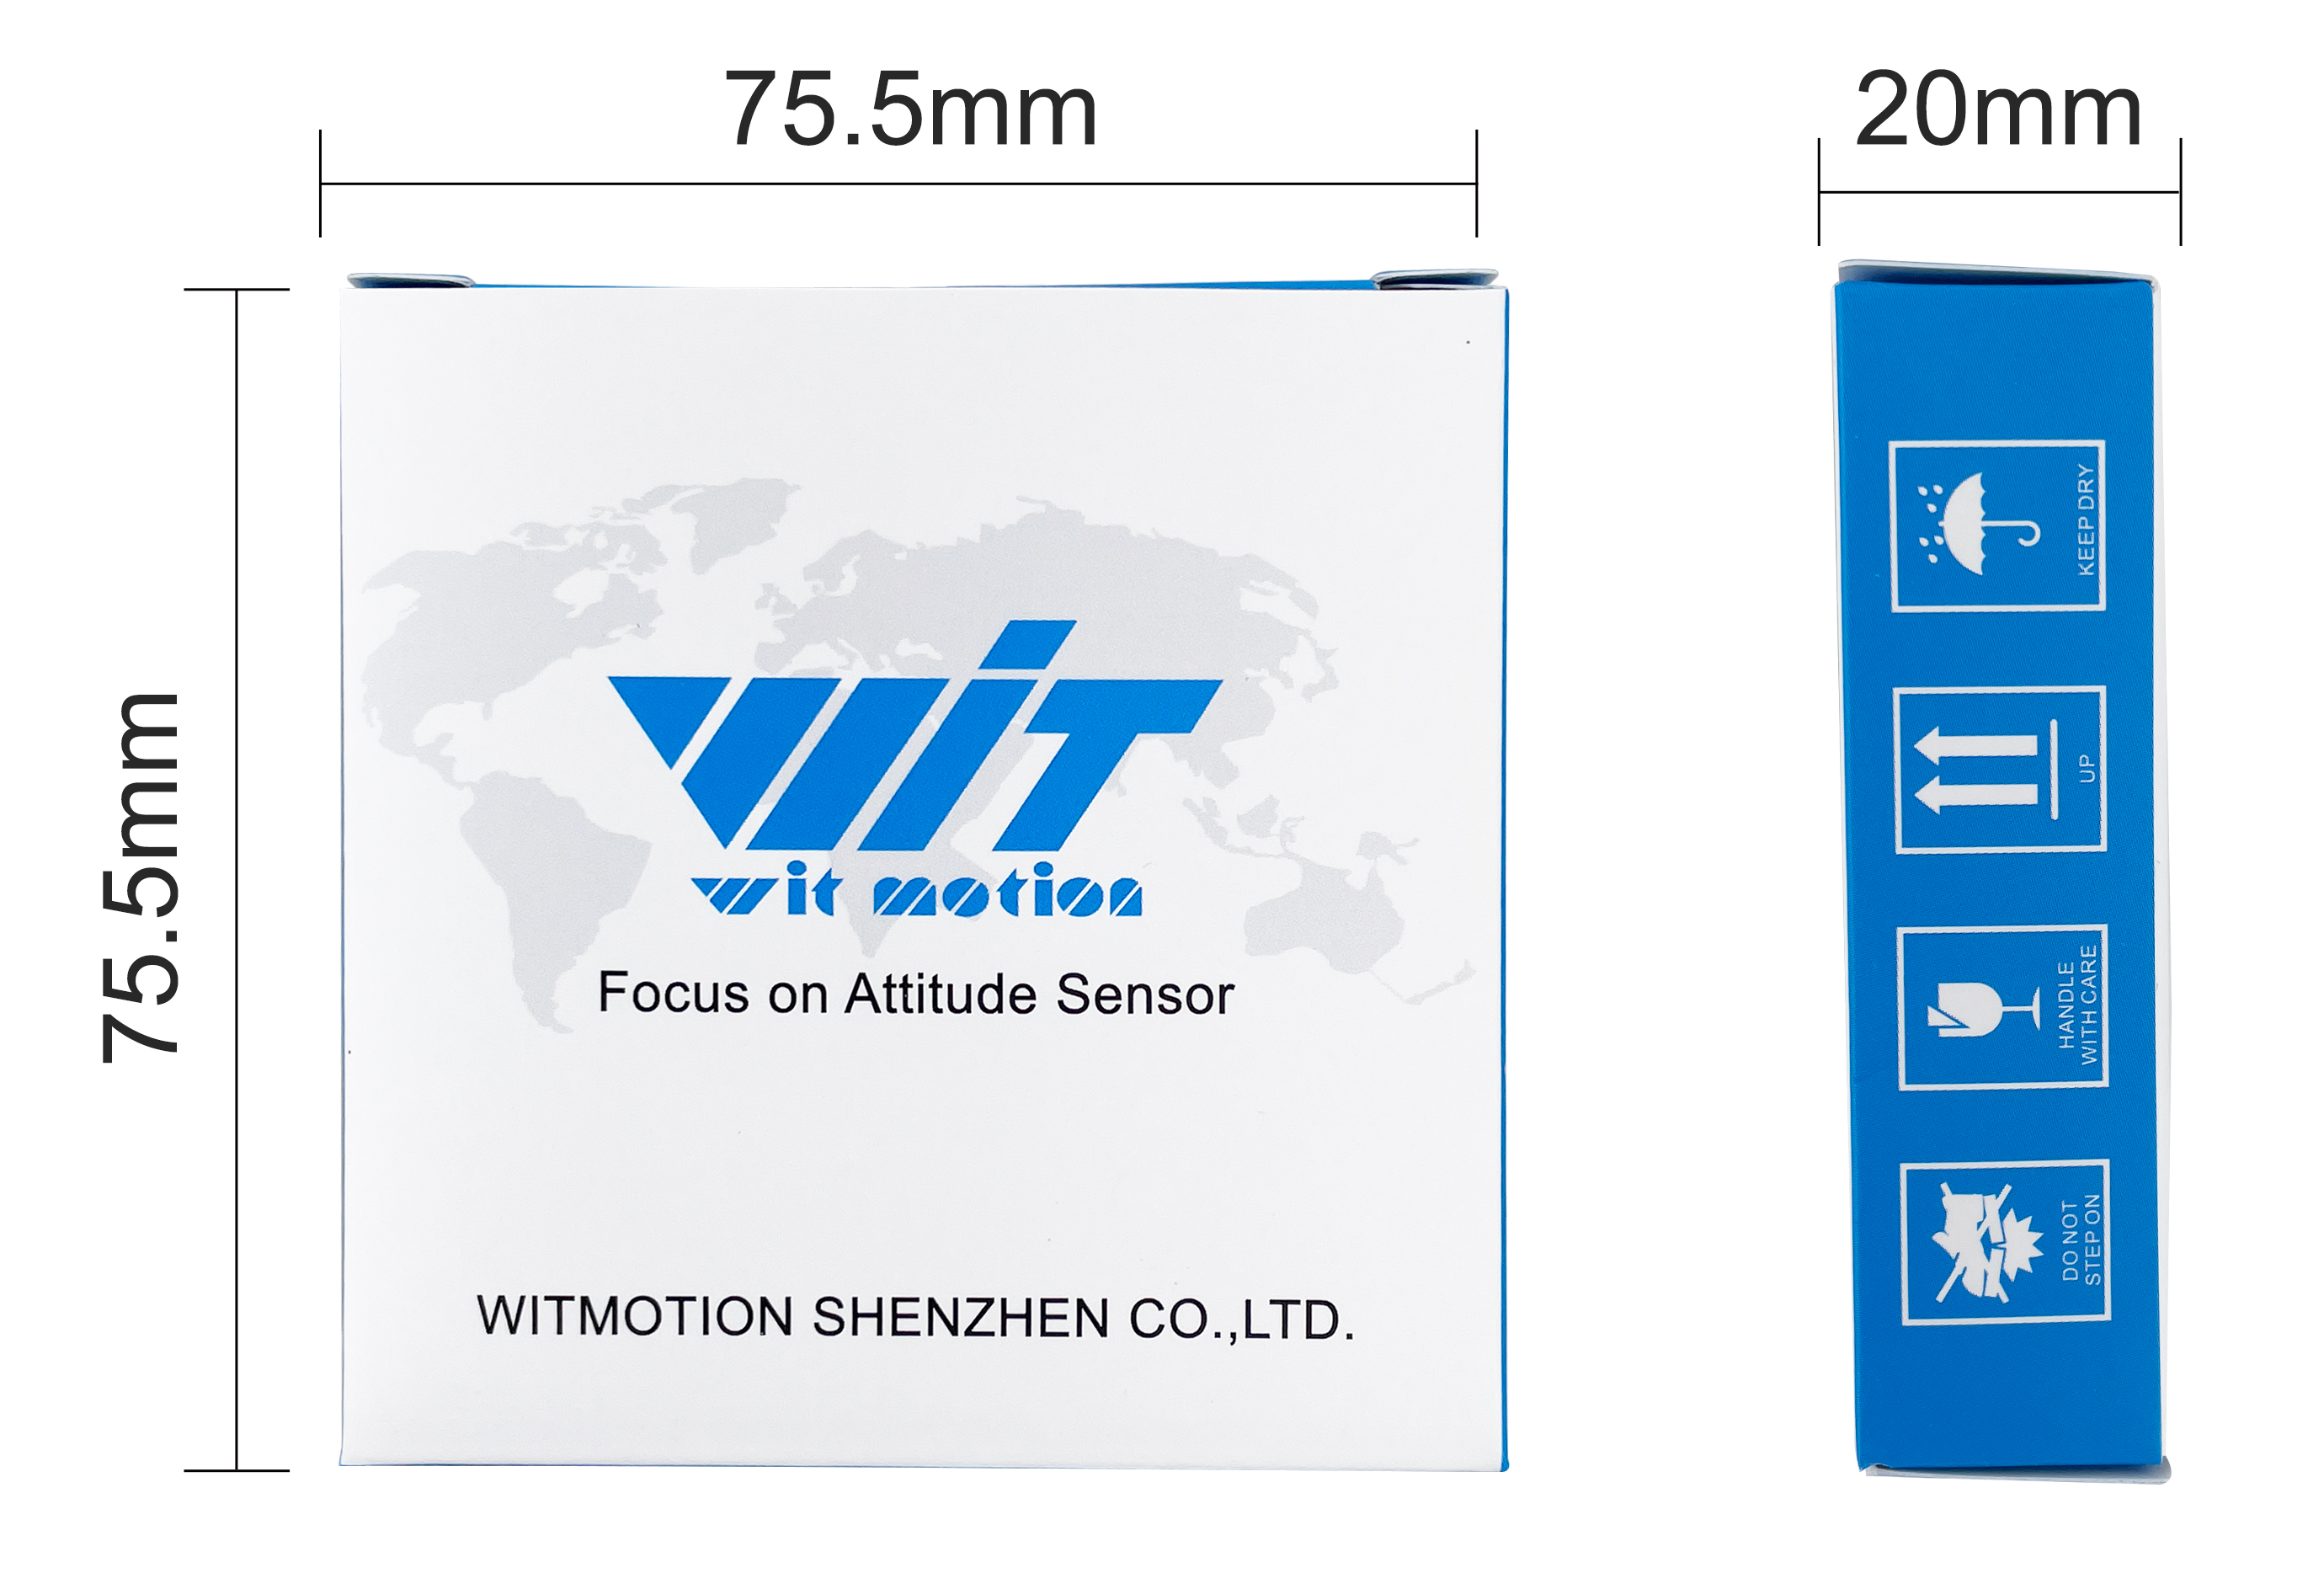 75.5mm
20mm
75.5mm
WIT
wit motion
Focus on Attitude Sensor
WITMOTION SHENZHEN CO.,LTD.
KEEP DRY
UP
HANDLE
WITH CARE
DO NOT
STEP ON